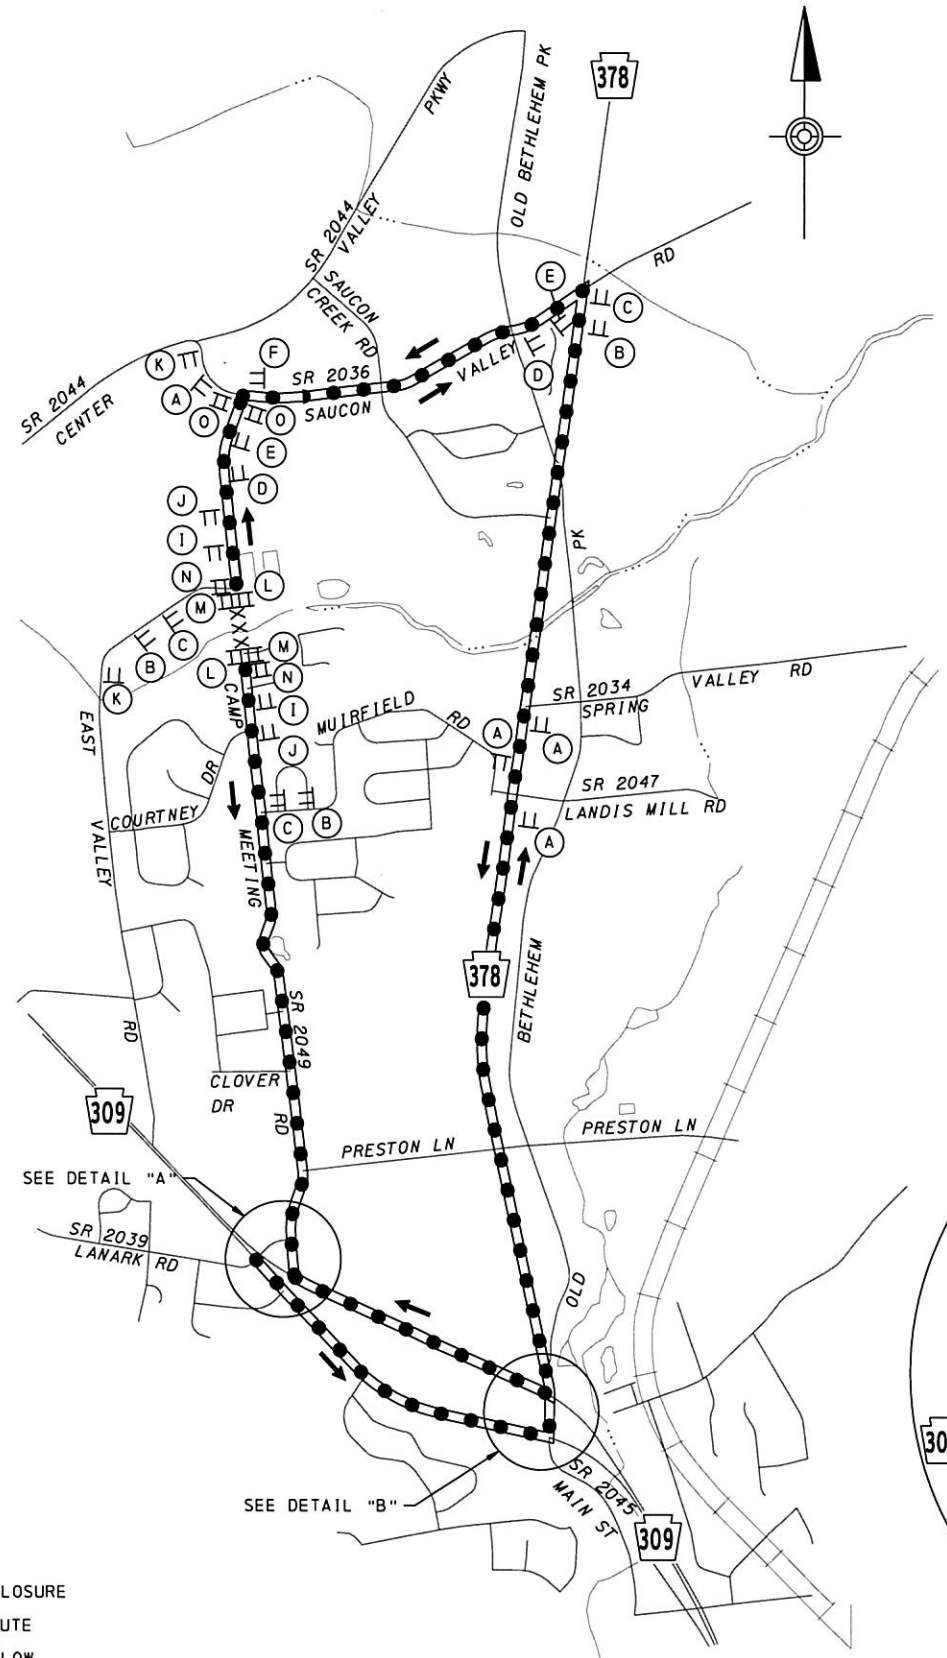 378
OLD BETHLEHEM PK
PKWY
SR 2044
VALLEY
RD
SAUCON
CREEK RD
E
C
B
D
K
F
A
O
O
SR 2036
SAUCON
VALLEY
SR 2044
CENTER
E
D
J
I
N
L
M
C
B
K
M
L
N
I
J
C
B
PK
SR 2034
SPRING
VALLEY RD
A
A
A
SR 2047
LANDIS MILL RD
MUIRFIELD RD
CAMP
MEETING
SR 2049
RD
COURTNEY DR
EAST
VALLEY
RD
378
BETHLEHEM
OLD
CLOVER
DR
309
PRESTON LN
PRESTON LN
SEE DETAIL "A"
SR 2039
LANARK RD
SEE DETAIL "B"
SR 2045
MAIN ST
309
30
LOSURE
UTE
LOW